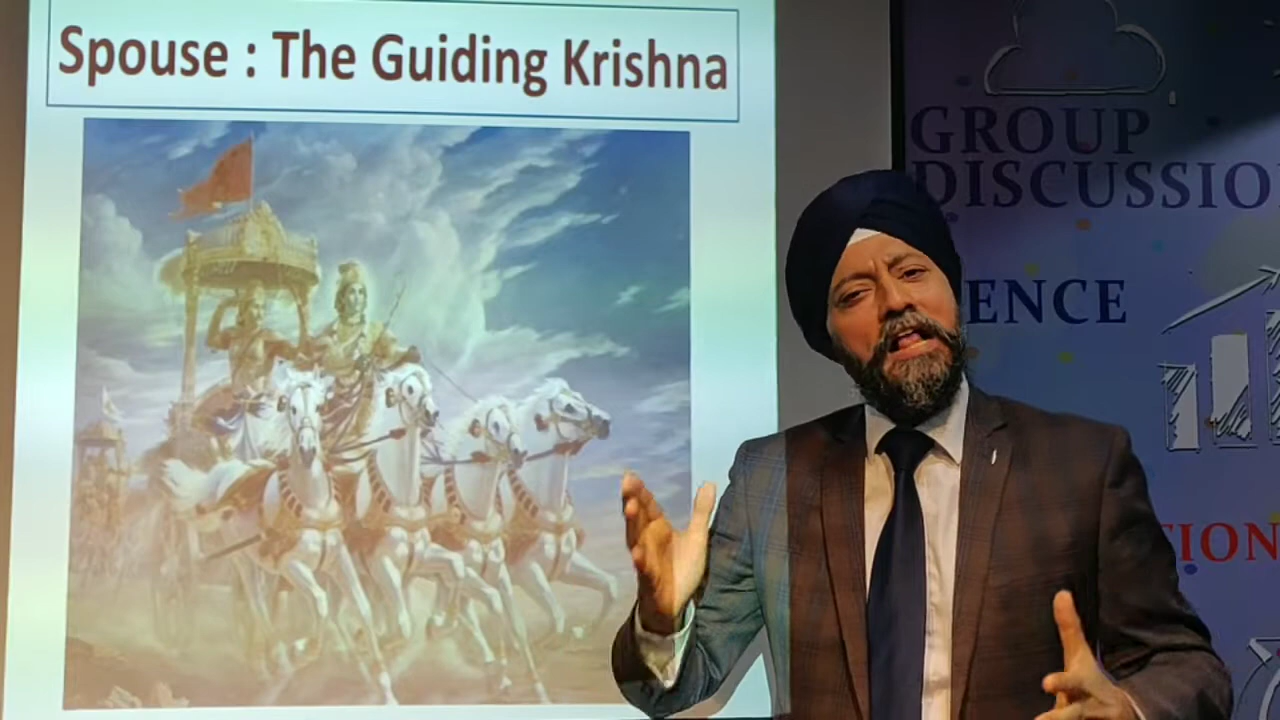 Spouse : The Guiding Krishna
GROUP
DISCUSSIO
ENCE
TION